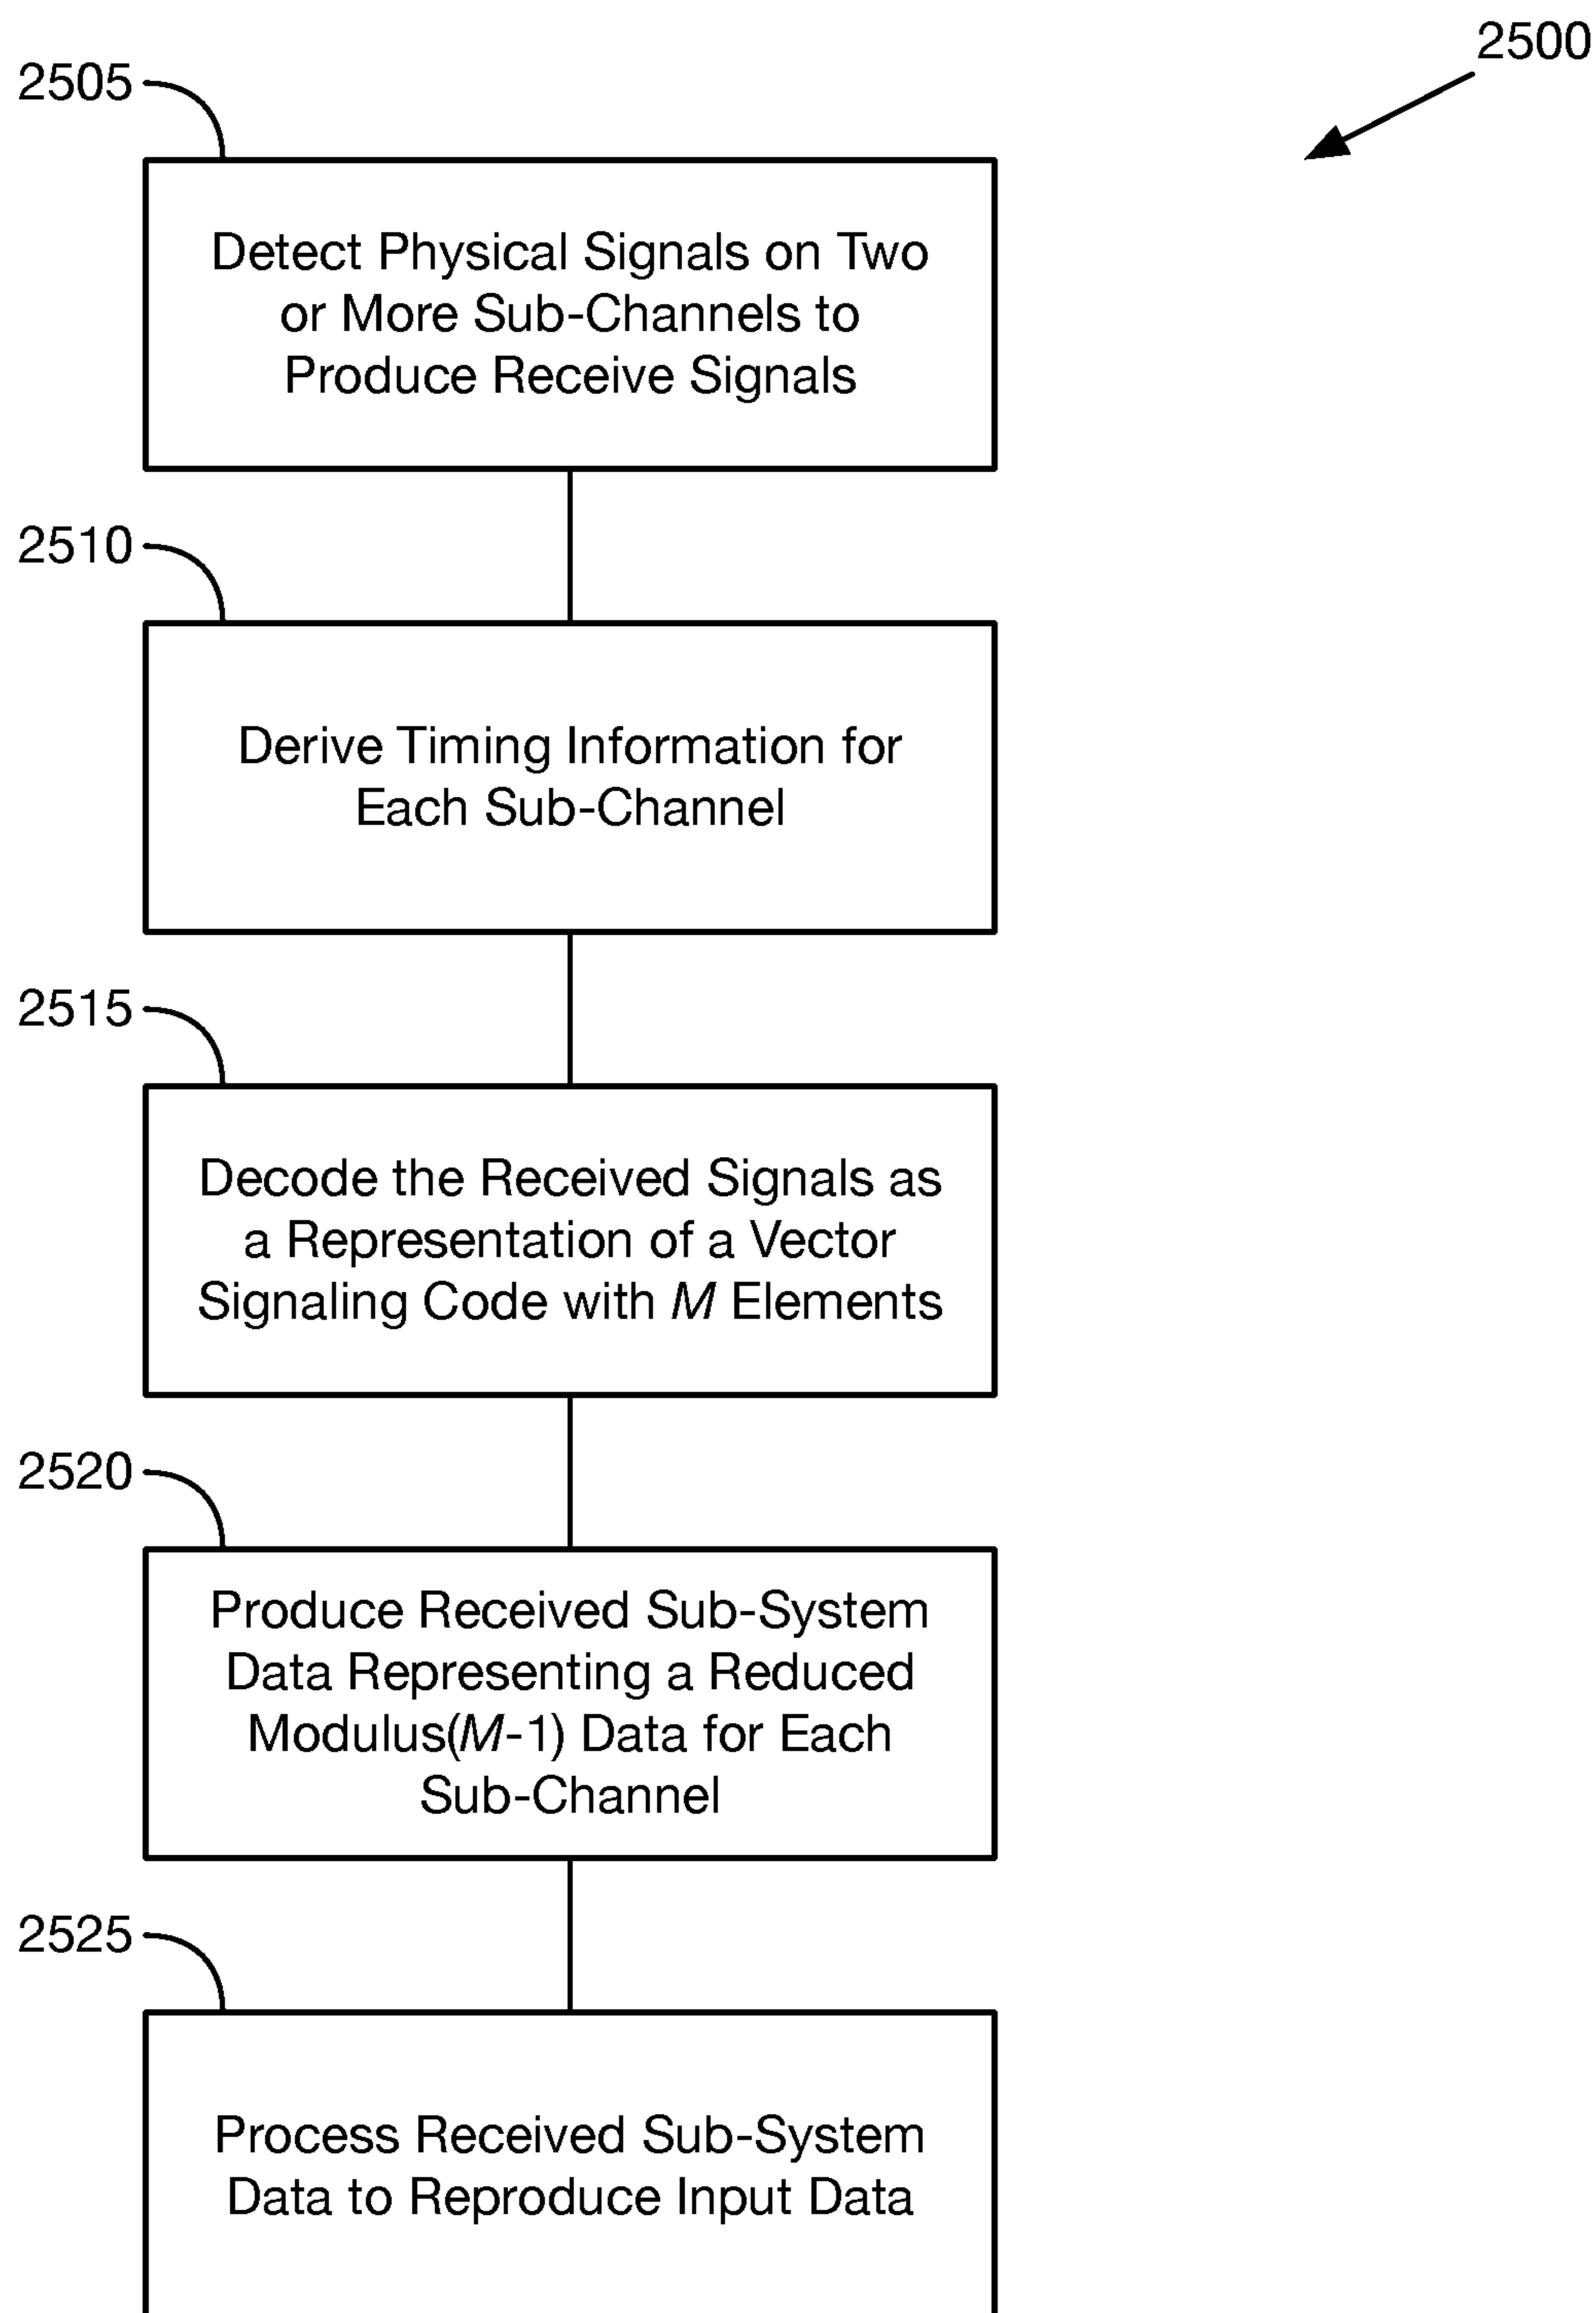 2500
2505
Detect Physical Signals on Two
or More Sub-Channels to
Produce Receive Signals
2510
Derive Timing Information for
Each Sub-Channel
2515
Decode the Received Signals as
a Representation of a Vector
Signaling Code with M Elements
2520
Produce Received Sub-System
Data Representing a Reduced
Modulus(M-1) Data for Each
Sub-Channel
2525
Process Received Sub-System
Data to Reproduce Input Data